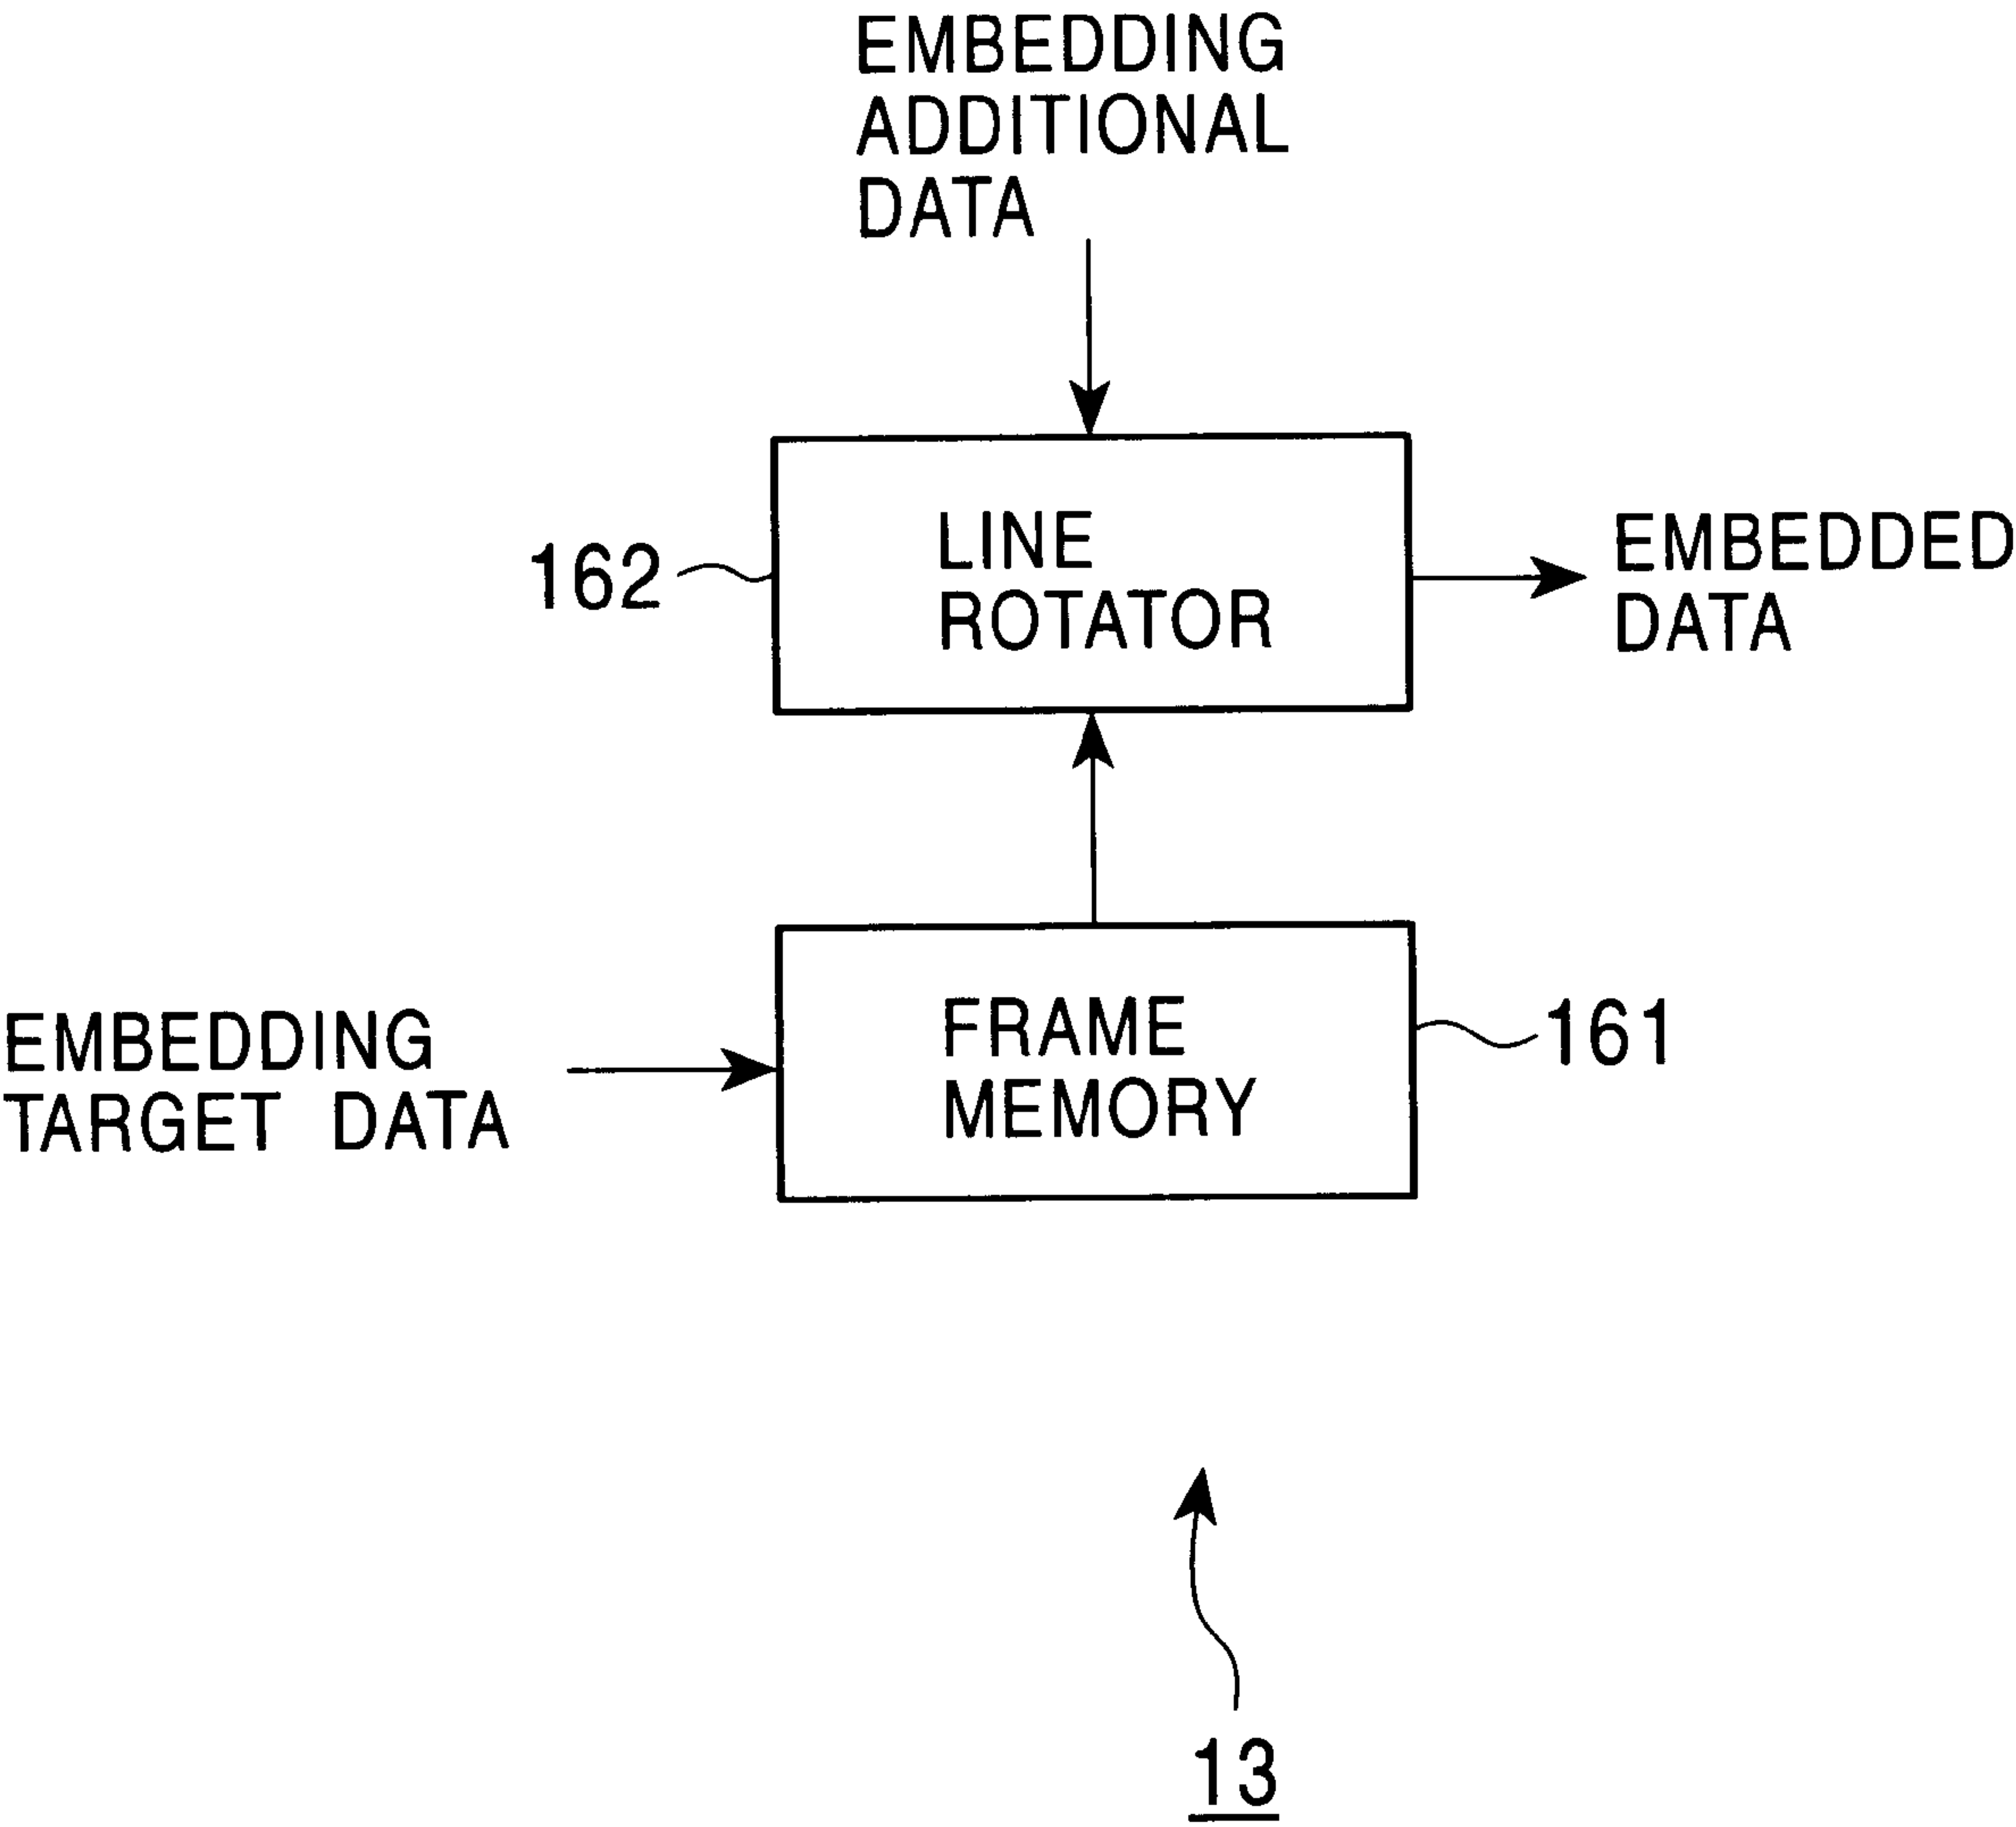 EMBEDDING
ADDITIONAL
DATA
162
LINE
ROTATOR
EMBEDDED
DATA
EMBEDDING
TARGET DATA
FRAME
MEMORY
161
13